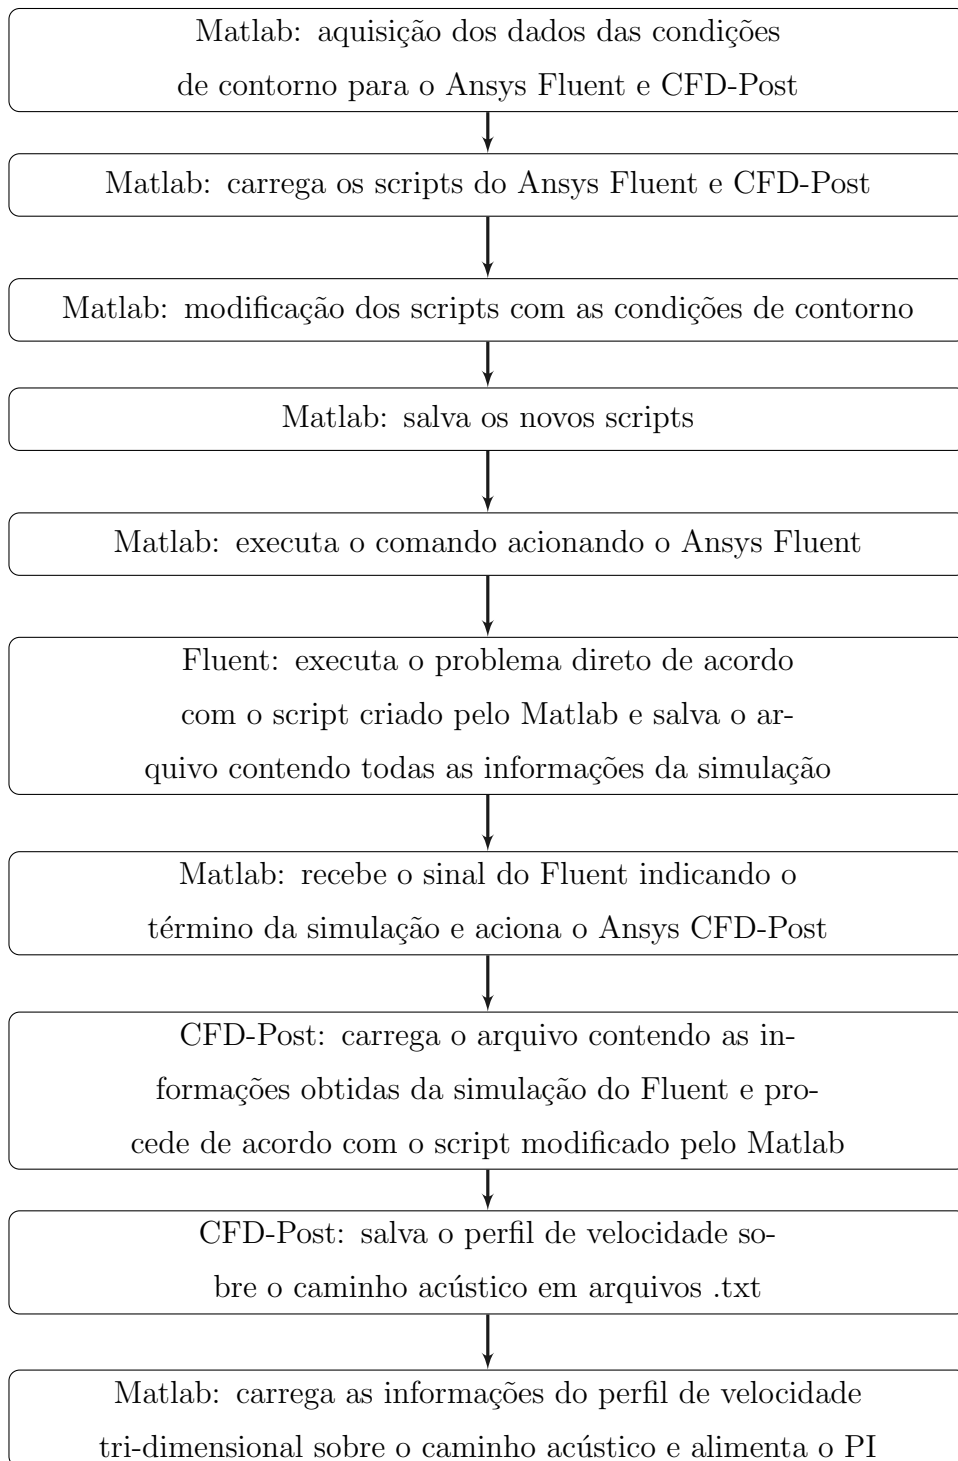 Matlab: aquisição dos dados das condições
de contorno para o Ansys Fluent e CFD-Post
Matlab: carrega os scripts do Ansys Fluent e CFD-Post
Matlab: modificação dos scripts com as condições de contorno
Matlab: salva os novos scripts
Matlab: executa o comando acionando o Ansys Fluent
Fluent: executa o problema direto de acordo
com o script criado pelo Matlab e salva o ar-
quivo contendo todas as informações da simulação
Matlab: recebe o sinal do Fluent indicando o
término da simulação e aciona o Ansys CFD-Post
CFD-Post: carrega o arquivo contendo as in-
formações obtidas da simulação do Fluent e pro-
cede de acordo com o script modificado pelo Matlab
CFD-Post: salva o perfil de velocidade so-
bre o caminho acústico em arquivos .txt
Matlab: carrega as informações do perfil de velocidade
tri-dimensional sobre o caminho acústico e alimenta o PI